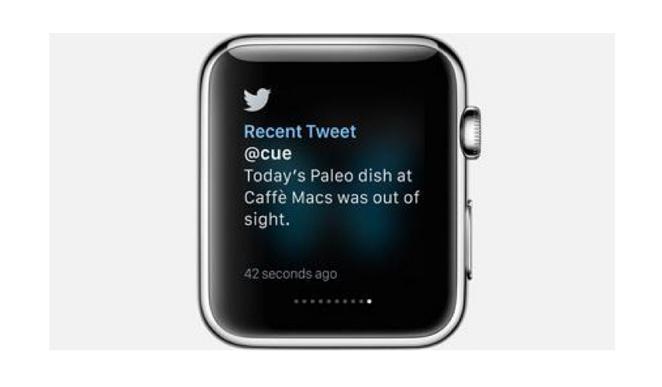 Recent Tweet
@cue
Today's Paleo dish at
Caffè Macs was out of
sight.
42 seconds ago